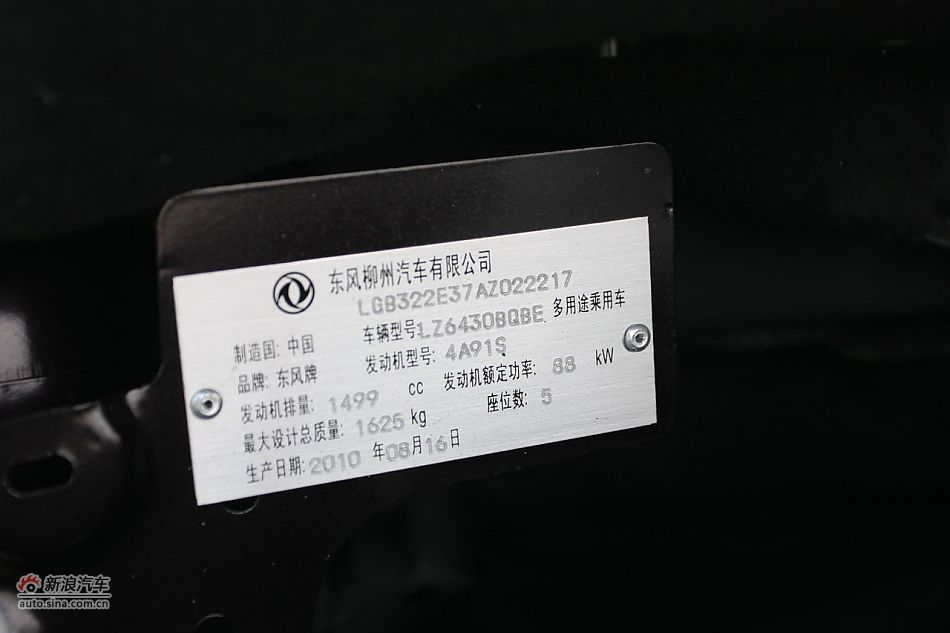 东风柳州汽车有限公司
LGB322E37AZ022217
制造国: 中国 车辆型号:LZ6430BQBE 多用途乘用车
品牌: 东风牌 发动机型号: 4A91S
发动机排量: 1499 cc 发动机额定功率: 88 kW
最大设计总质量: 1625 kg 座位数: 5
生产日期: 2010 年08月16日
新浪汽车
auto.sina.com.cn